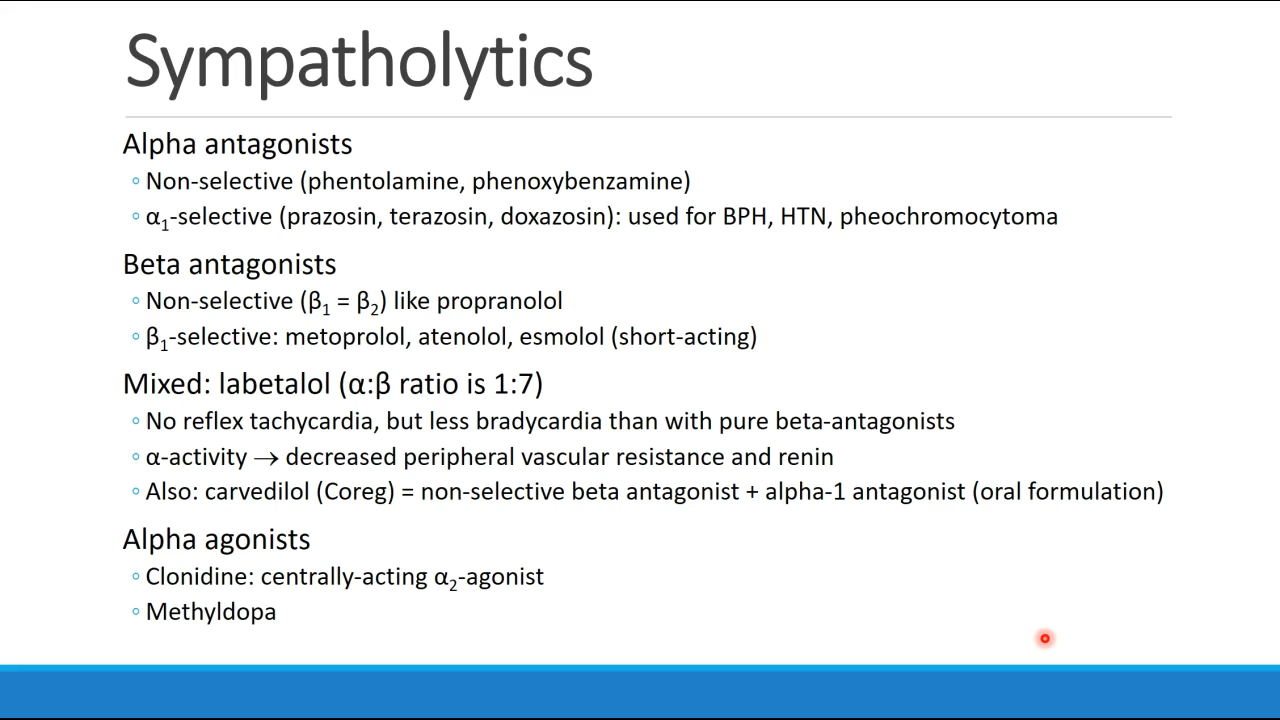 Sympatholytics
Alpha antagonists
◦ Non-selective (phentolamine, phenoxybenzamine)
◦ α₁-selective (prazosin, terazosin, doxazosin): used for BPH, HTN, pheochromocytoma
Beta antagonists
◦ Non-selective (β₁ = β₂) like propranolol
◦ β₁-selective: metoprolol, atenolol, esmolol (short-acting)
Mixed: labetalol (α:β ratio is 1:7)
◦ No reflex tachycardia, but less bradycardia than with pure beta-antagonists
◦ α-activity → decreased peripheral vascular resistance and renin
◦ Also: carvedilol (Coreg) = non-selective beta antagonist + alpha-1 antagonist (oral formulation)
Alpha agonists
◦ Clonidine: centrally-acting α₂-agonist
◦ Methyldopa